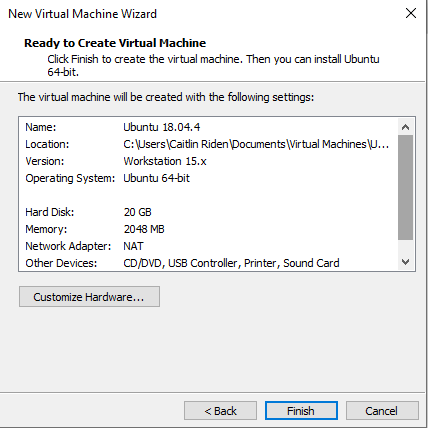 New Virtual Machine Wizard
Ready to Create Virtual Machine
Click Finish to create the virtual machine. Then you can install Ubuntu
64-bit.
The virtual machine will be created with the following settings:
Name: Ubuntu 18.04.4
Location: C:\Users\Caitlin Riden\Documents\Virtual Machines\U...
Version: Workstation 15.x
Operating System: Ubuntu 64-bit
Hard Disk: 20 GB
Memory: 2048 MB
Network Adapter: NAT
Other Devices: CD/DVD, USB Controller, Printer, Sound Card
Customize Hardware...
< Back Finish Cancel